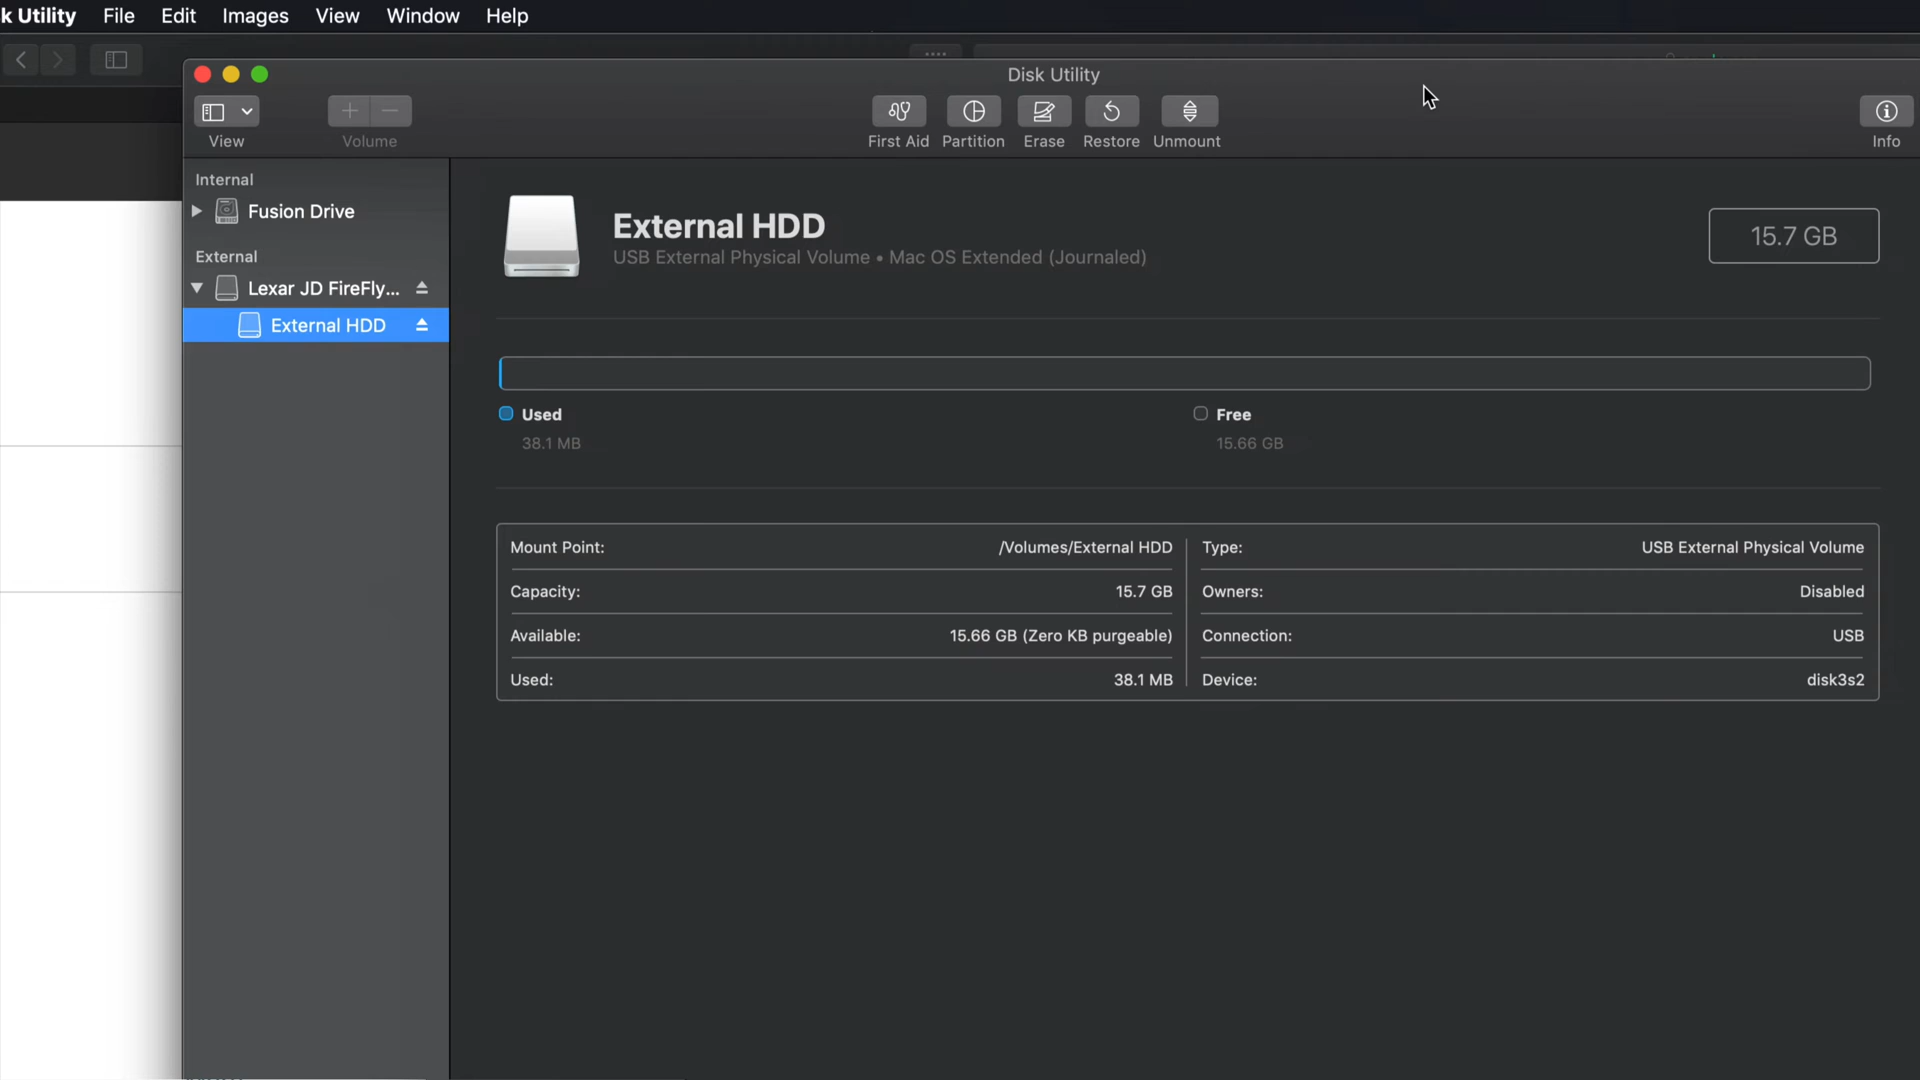 k Utility File Edit Images View Window Help
Disk Utility
View Volume First Aid Partition Erase Restore Unmount Info
Internal
Fusion Drive
External
Lexar JD FireFly...
External HDD
External HDD
USB External Physical Volume • Mac OS Extended (Journaled)
15.7 GB
Used
38.1 MB
Free
15.66 GB
Mount Point: /Volumes/External HDD
Capacity: 15.7 GB
Available: 15.66 GB (Zero KB purgeable)
Used: 38.1 MB
Type: USB External Physical Volume
Owners: Disabled
Connection: USB
Device: disk3s2